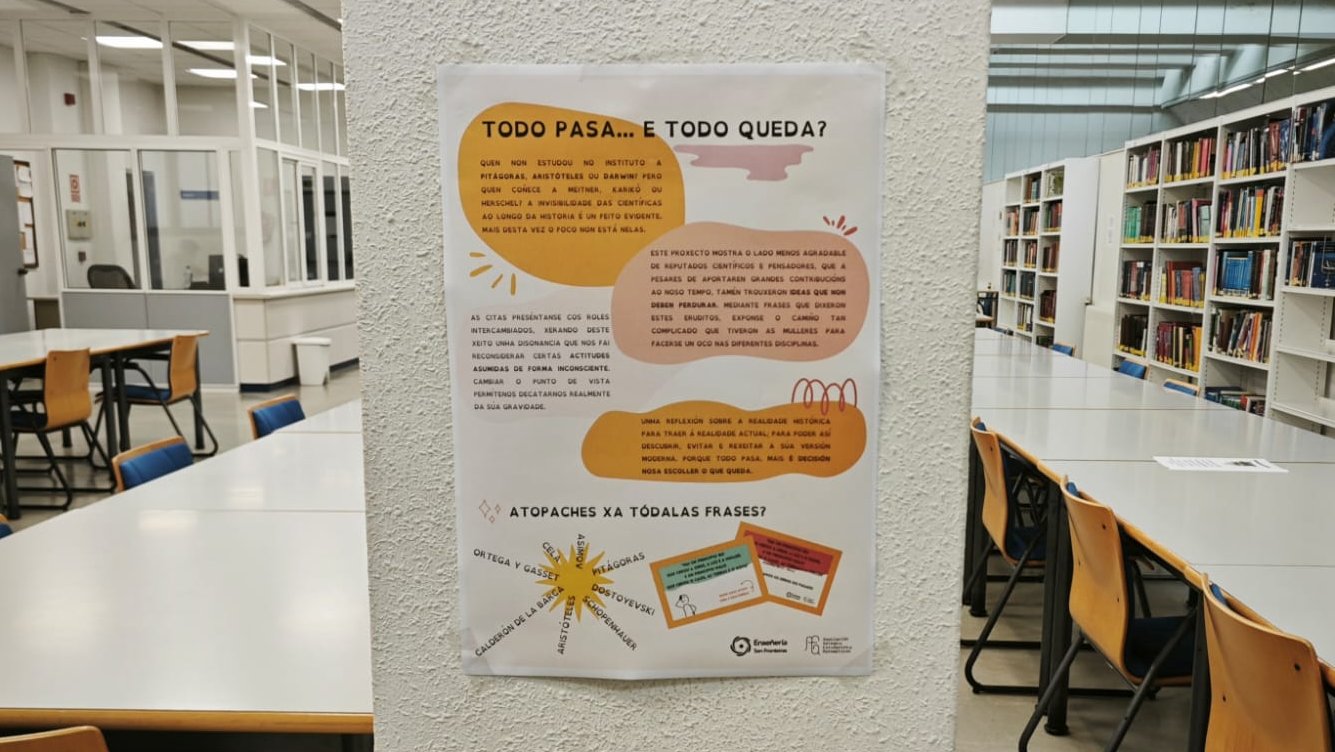 TODO PASA... E TODO QUEDA?
QUEN NON ESTUDOU NO INSTITUTO A
PITÁGORAS, ARISTÓTELES OU DARWIN? PERO
QUEN COÑECE A MEITNER, KARIKÓ OU
HERSCHEL? A INVISIBILIDADE DAS CIENTÍFICAS
AO LONGO DA HISTORIA É UN FEITO EVIDENTE,
MAIS DESTA VEZ O FOCO NON ESTÁ NELAS.
ESTE PROXECTO MOSTRA O LADO MENOS AGRADABLE
DE REPUTADOS CIENTÍFICOS E PENSADORES, QUE A
PESARES DE APORTAREN GRANDES CONTRIBUCIÓNS
AO NOSO TEMPO, TAMÉN TROUVERON IDEAS QUE NON
DEBEN PERDURAR. MEDIANTE FRASES QUE DIXERON
ESTES ERUDITOS, EXPONSE O CAMIÑO TAN
COMPLICADO QUE TIVERON AS MULLERES PARA
FACERSE UN OCO NAS DIFERENTES DISCIPLINAS.
AS CITAS PRESÉNTANSE COS ROLES
INTERCAMBIADOS, XERANDO DESTE
XEITO UNHA DISONANCIA QUE NOS FAI
RECONSIDERAR CERTAS ACTITUDES
ASUMIDAS DE FORMA INCONSCIENTE.
CAMBIAR O PUNTO DE VISTA
PERMÍTENOS DECATARNOS REALMENTE
DA SÚA GRAVIDADE.
UNHA REFLEXIÓN SOBRE A REALIDADE HISTÓRICA
PARA TRAER Á REALIDADE ACTUAL, PARA PODER ASÍ
DESCUBRIR, EVITAR E REXEITAR A SÚA VERSIÓN
MODERNA. PORQUE TODO PASA, MAIS É DECISIÓN
NOSA ESCOLLER O QUE QUEDA.
ATOPACHES XA TÓDALAS FRASES?
ORTEGA Y GASSET
CELA
ASIMOV
PITÁGORAS
DOSTOYEVSKI
SCHOPENHAUER
ARISTÓTELES
CALDERÓN DE LA BARCA
Enxeñería
Sen Fronteiras